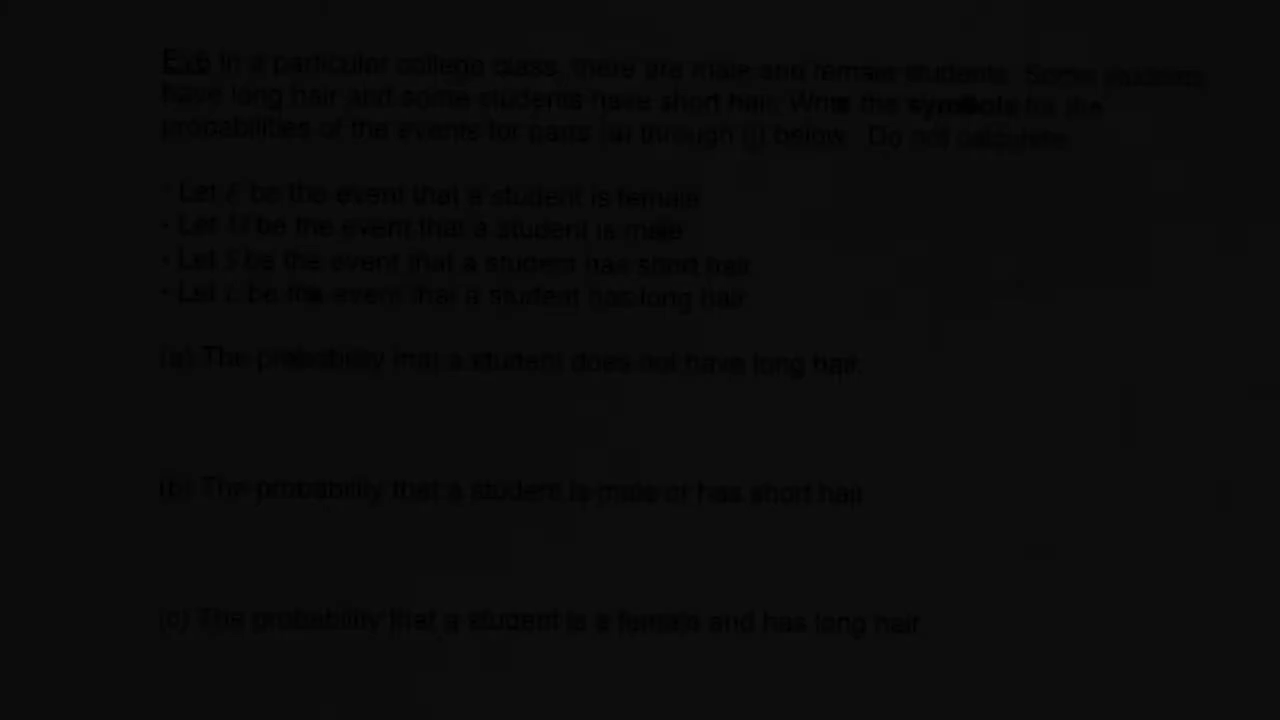 Ex6 In a particular college class, there are male and female students. Some students
have long hair and some students have short hair. Write the symbols for the
probabilities of the events for parts (a) through (j) below. Do not calculate.
· Let F be the event that a student is female
· Let M be the event that a student is male
· Let S be the event that a student has short hair
· Let L be the event that a student has long hair
(a) The probability that a student does not have long hair.
(b) The probability that a student is male or has short hair
(c) The probability that a student is a female and has long hair